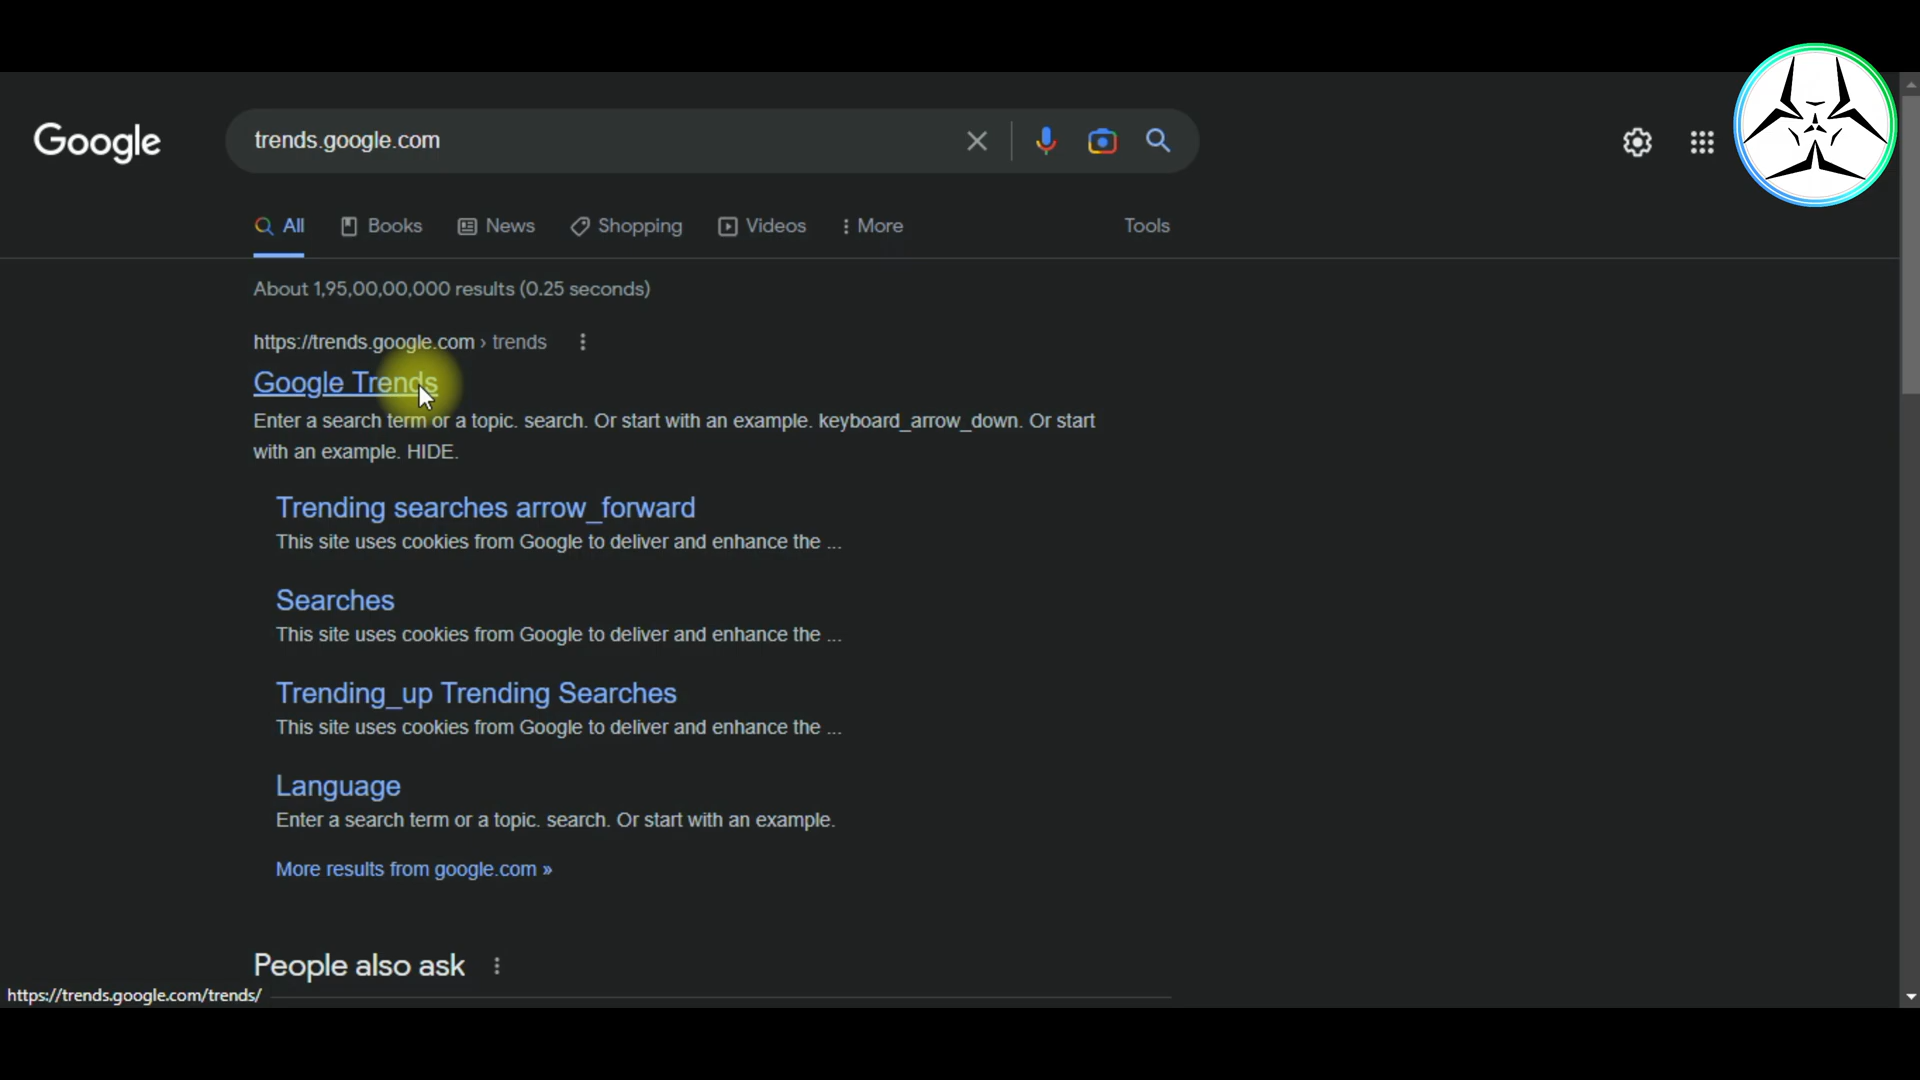 Google
trends.google.com
All
Books
News
Shopping
Videos
More
Tools
About 1,95,00,00,000 results (0.25 seconds)
https://trends.google.com › trends
Google Trends
Enter a search term or a topic. search. Or start with an example. keyboard_arrow_down. Or start
with an example. HIDE.
Trending searches arrow_forward
This site uses cookies from Google to deliver and enhance the ...
Searches
This site uses cookies from Google to deliver and enhance the ...
Trending_up Trending Searches
This site uses cookies from Google to deliver and enhance the ...
Language
Enter a search term or a topic. search. Or start with an example.
More results from google.com »
People also ask
https://trends.google.com/trends/